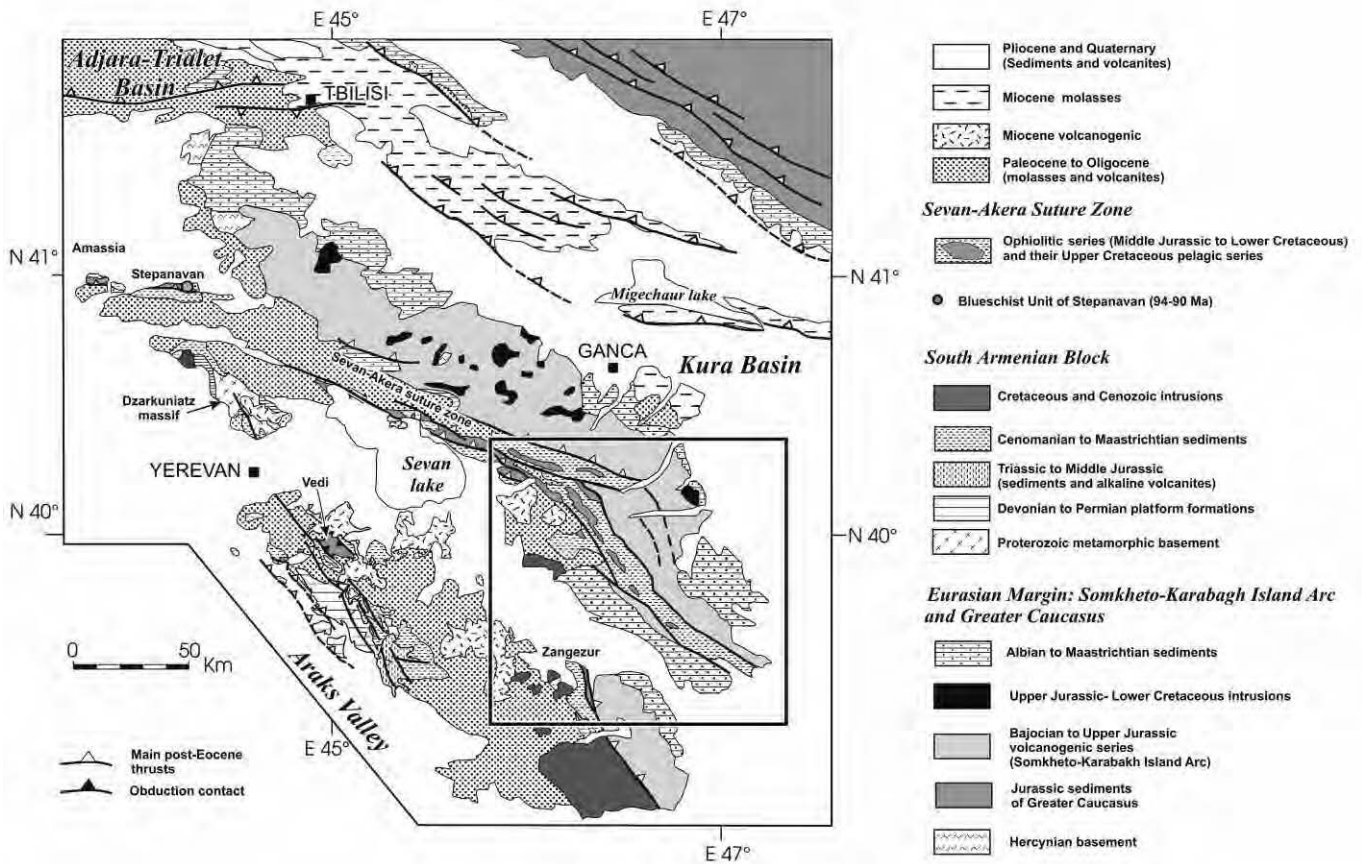 E 45°
E 47°
Adjara-Trialet
Basin
TBILISI
N 41°
N 41°
Amassia
Stepanavan
Migechaur lake
GANCA
Kura Basin
Sevan-Akera suture zone
Dzarkuniatz
massif
YEREVAN
Sevan
lake
Vedi
N 40°
N 40°
Zangezur
0 50
Km
Araks Valley
E 45°
E 47°
Main post-Eocene
thrusts
Obduction contact
Pliocene and Quaternary
(Sediments and volcanites)
Miocene molasses
Miocene volcanogenic
Paleocene to Oligocene
(molasses and volcanites)
Sevan-Akera Suture Zone
Ophiolitic series (Middle Jurassic to Lower Cretaceous)
and their Upper Cretaceous pelagic series
Blueschist Unit of Stepanavan (94-90 Ma)
South Armenian Block
Cretaceous and Cenozoic intrusions
Cenomanian to Maastrichtian sediments
Triassic to Middle Jurassic
(sediments and alkaline volcanites)
Devonian to Permian platform formations
Proterozoic metamorphic basement
Eurasian Margin: Somkheto-Karabagh Island Arc
and Greater Caucasus
Albian to Maastrichtian sediments
Upper Jurassic- Lower Cretaceous intrusions
Bajocian to Upper Jurassic
volcanogenic series
(Somkheto-Karabakh Island Arc)
Jurassic sediments
of Greater Caucasus
Hercynian basement